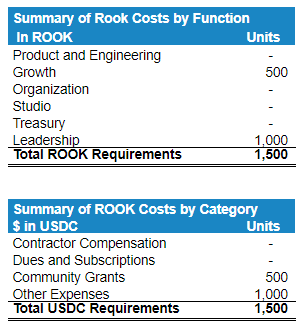 Summary of Rook Costs by Function
In ROOK Units
Product and Engineering -
Growth 500
Organization -
Studio -
Treasury -
Leadership 1,000
Total ROOK Requirements 1,500
Summary of ROOK Costs by Category
$ in USDC Units
Contractor Compensation -
Dues and Subscriptions -
Community Grants 500
Other Expenses 1,000
Total USDC Requirements 1,500